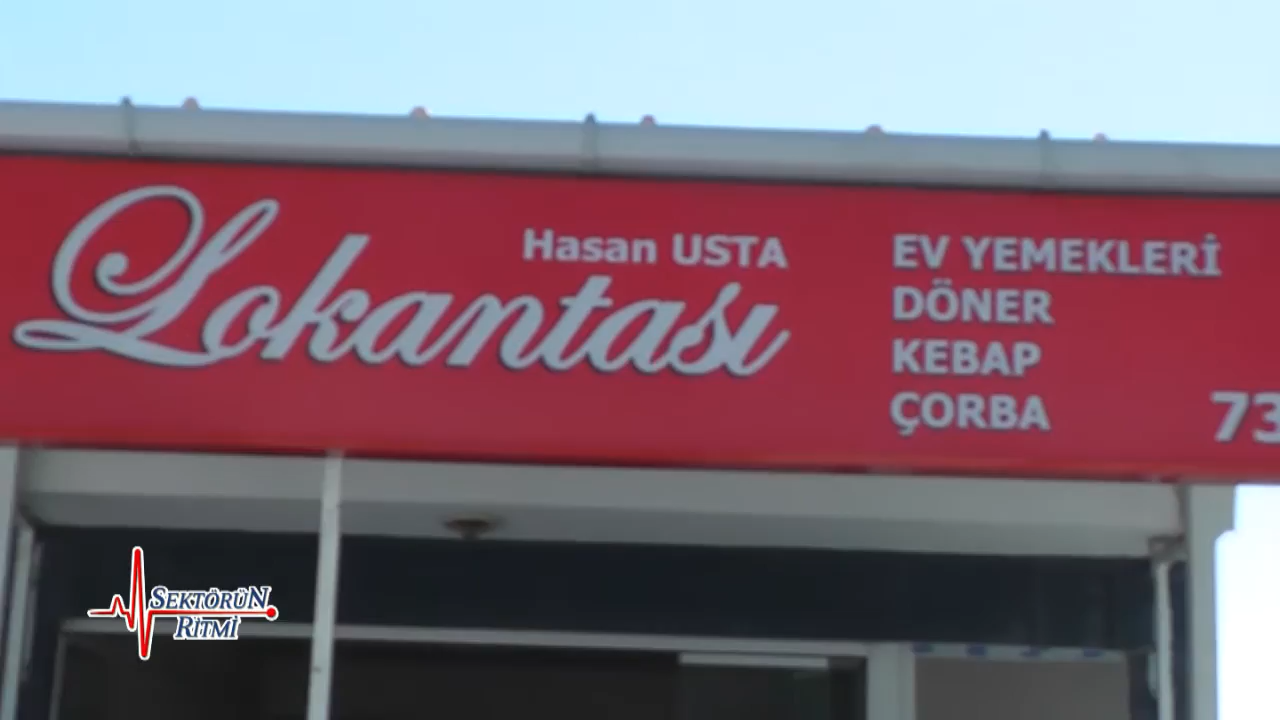 Hasan USTA
Lokantası
EV YEMEKLERİ
DÖNER
KEBAP
ÇORBA
73
SEKTÖRÜN
RİTMİ